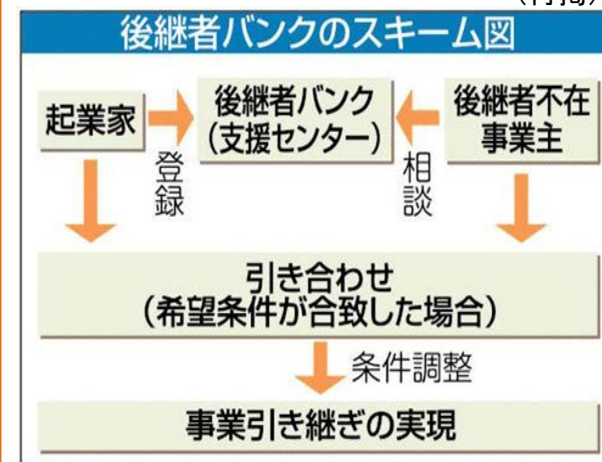 後継者バンクのスキーム図
起業家
後継者バンク
(支援センター)
後継者不在
事業主
登録
相談
引き合わせ
(希望条件が合致した場合)
条件調整
事業引き継ぎの実現